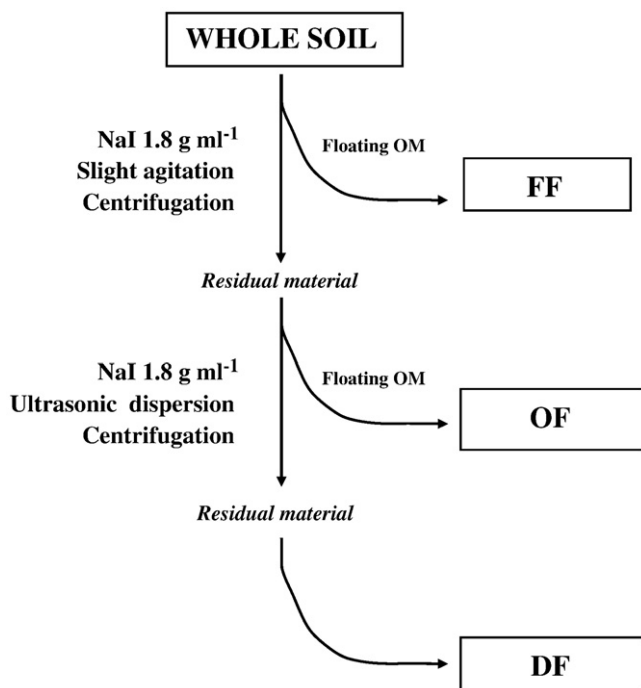 WHOLE SOIL
NaI 1.8 g ml⁻¹
Slight agitation
Centrifugation
Floating OM
FF
Residual material
NaI 1.8 g ml⁻¹
Ultrasonic dispersion
Centrifugation
Floating OM
OF
Residual material
DF